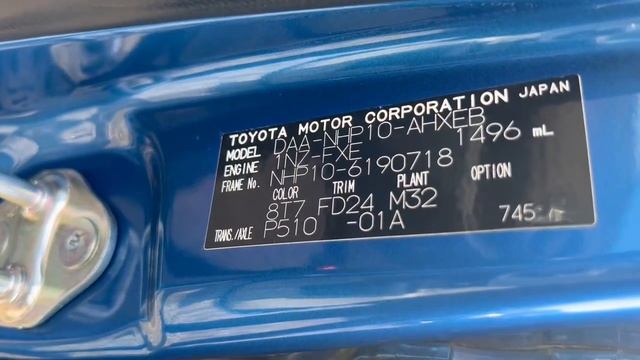 TOYOTA MOTOR CORPORATION JAPAN
MODEL DAA-NHP10-AHXEB
ENGINE 1NZ-FXE 1496 mL
FRAME No. NHP10-6190718
COLOR TRIM PLANT OPTION
8T7 FD24 M32
TRANS./AXLE P510 -01A 745